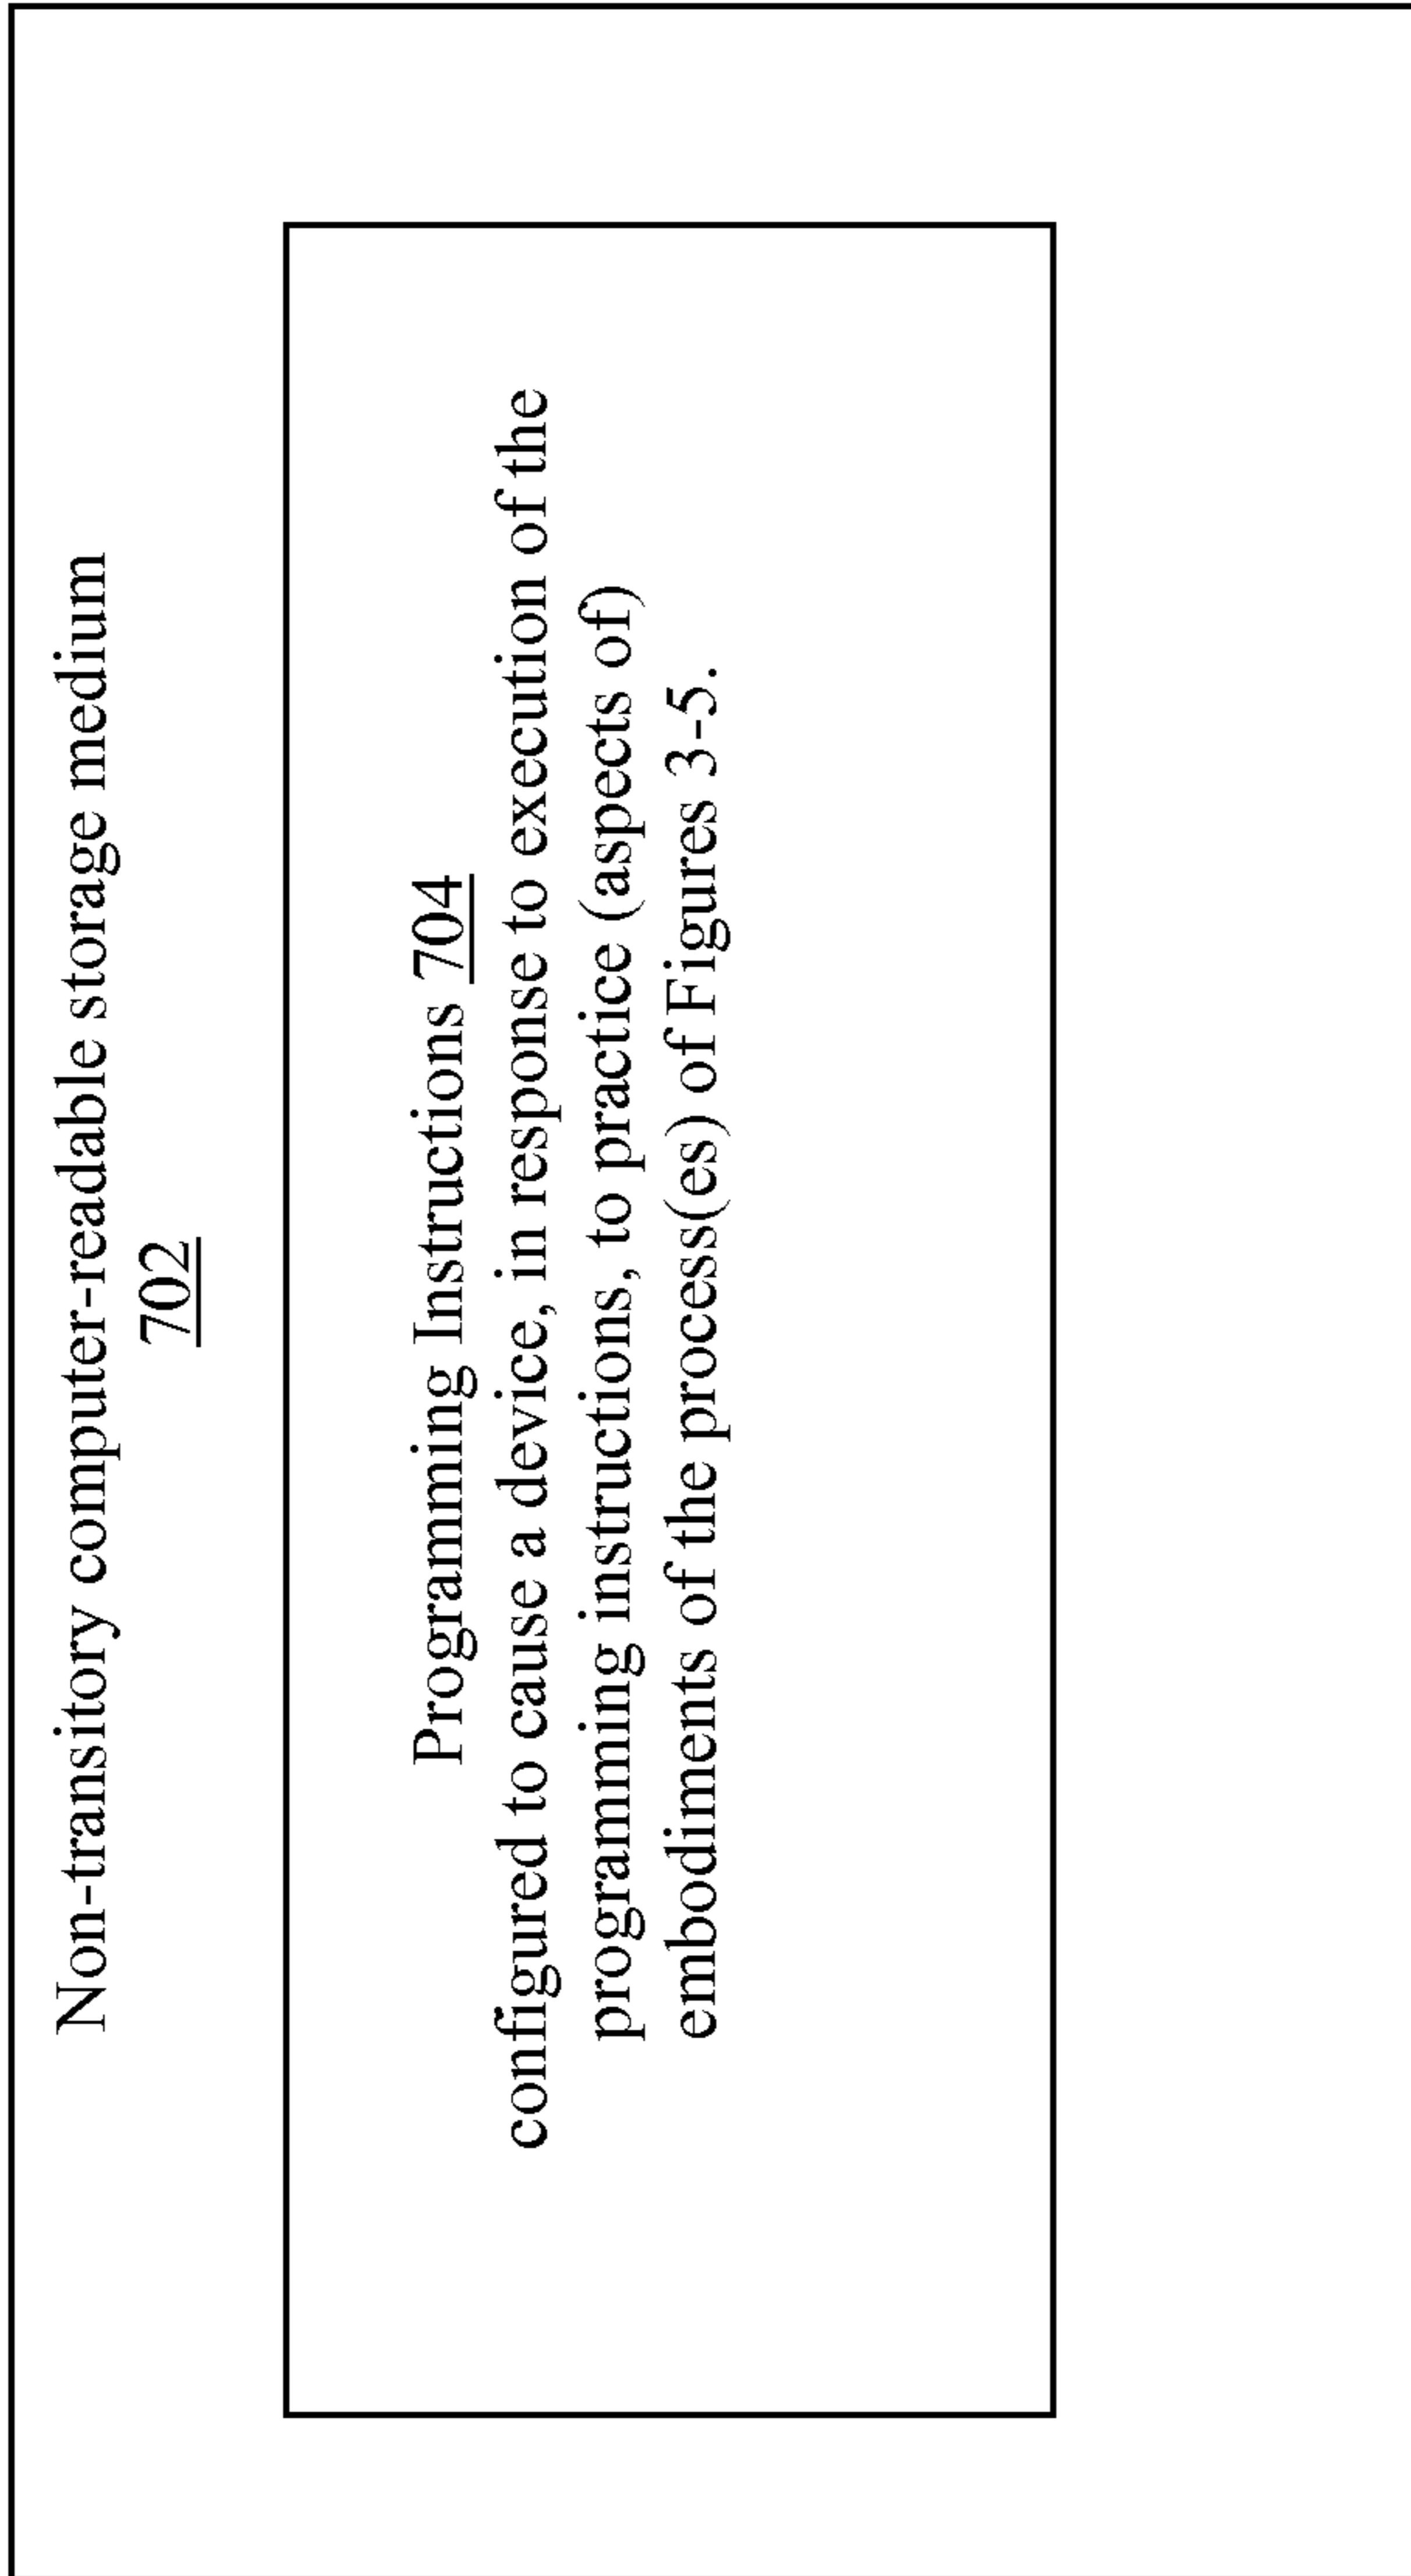 Non-transitory computer-readable storage medium
702
Programming Instructions 704
configured to cause a device, in response to execution of the
programming instructions, to practice (aspects of)
embodiments of the process(es) of Figures 3-5.